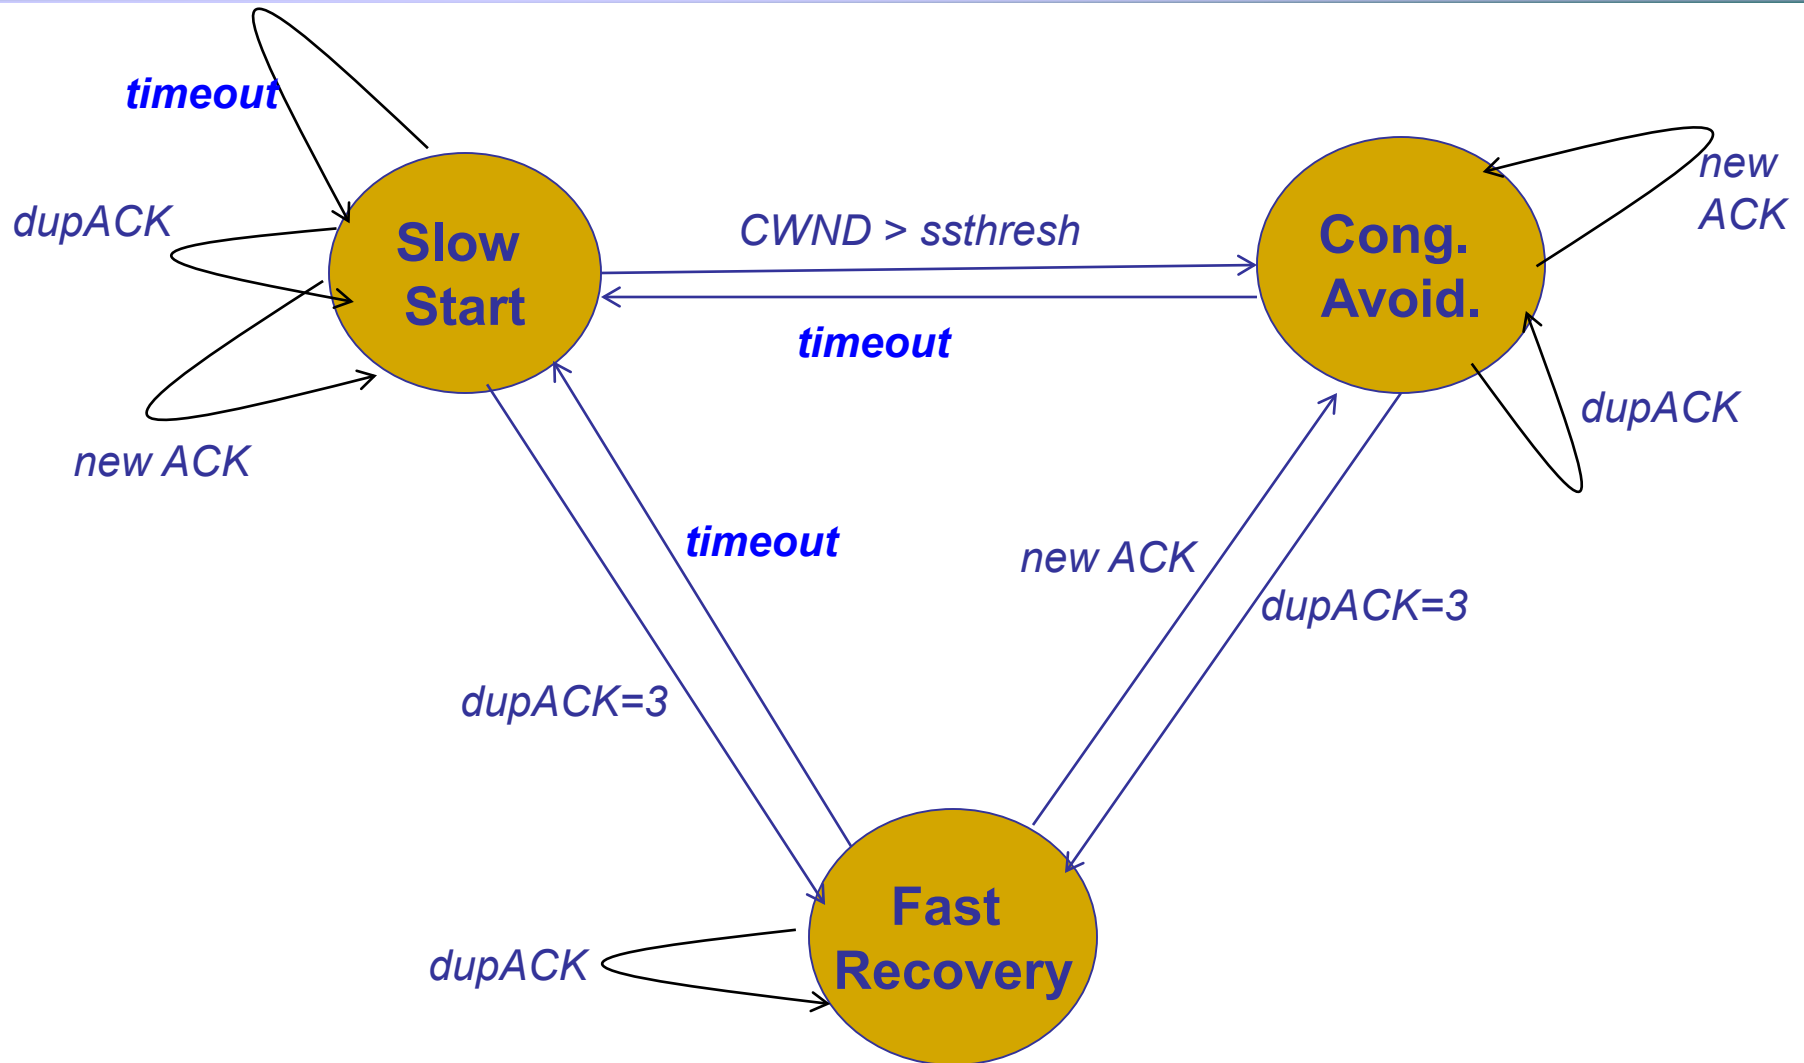 timeout
dupACK
Slow
Start
new ACK
CWND > ssthresh
timeout
Cong.
Avoid.
new
ACK
dupACK
timeout
new ACK
dupACK=3
dupACK=3
Fast
Recovery
dupACK